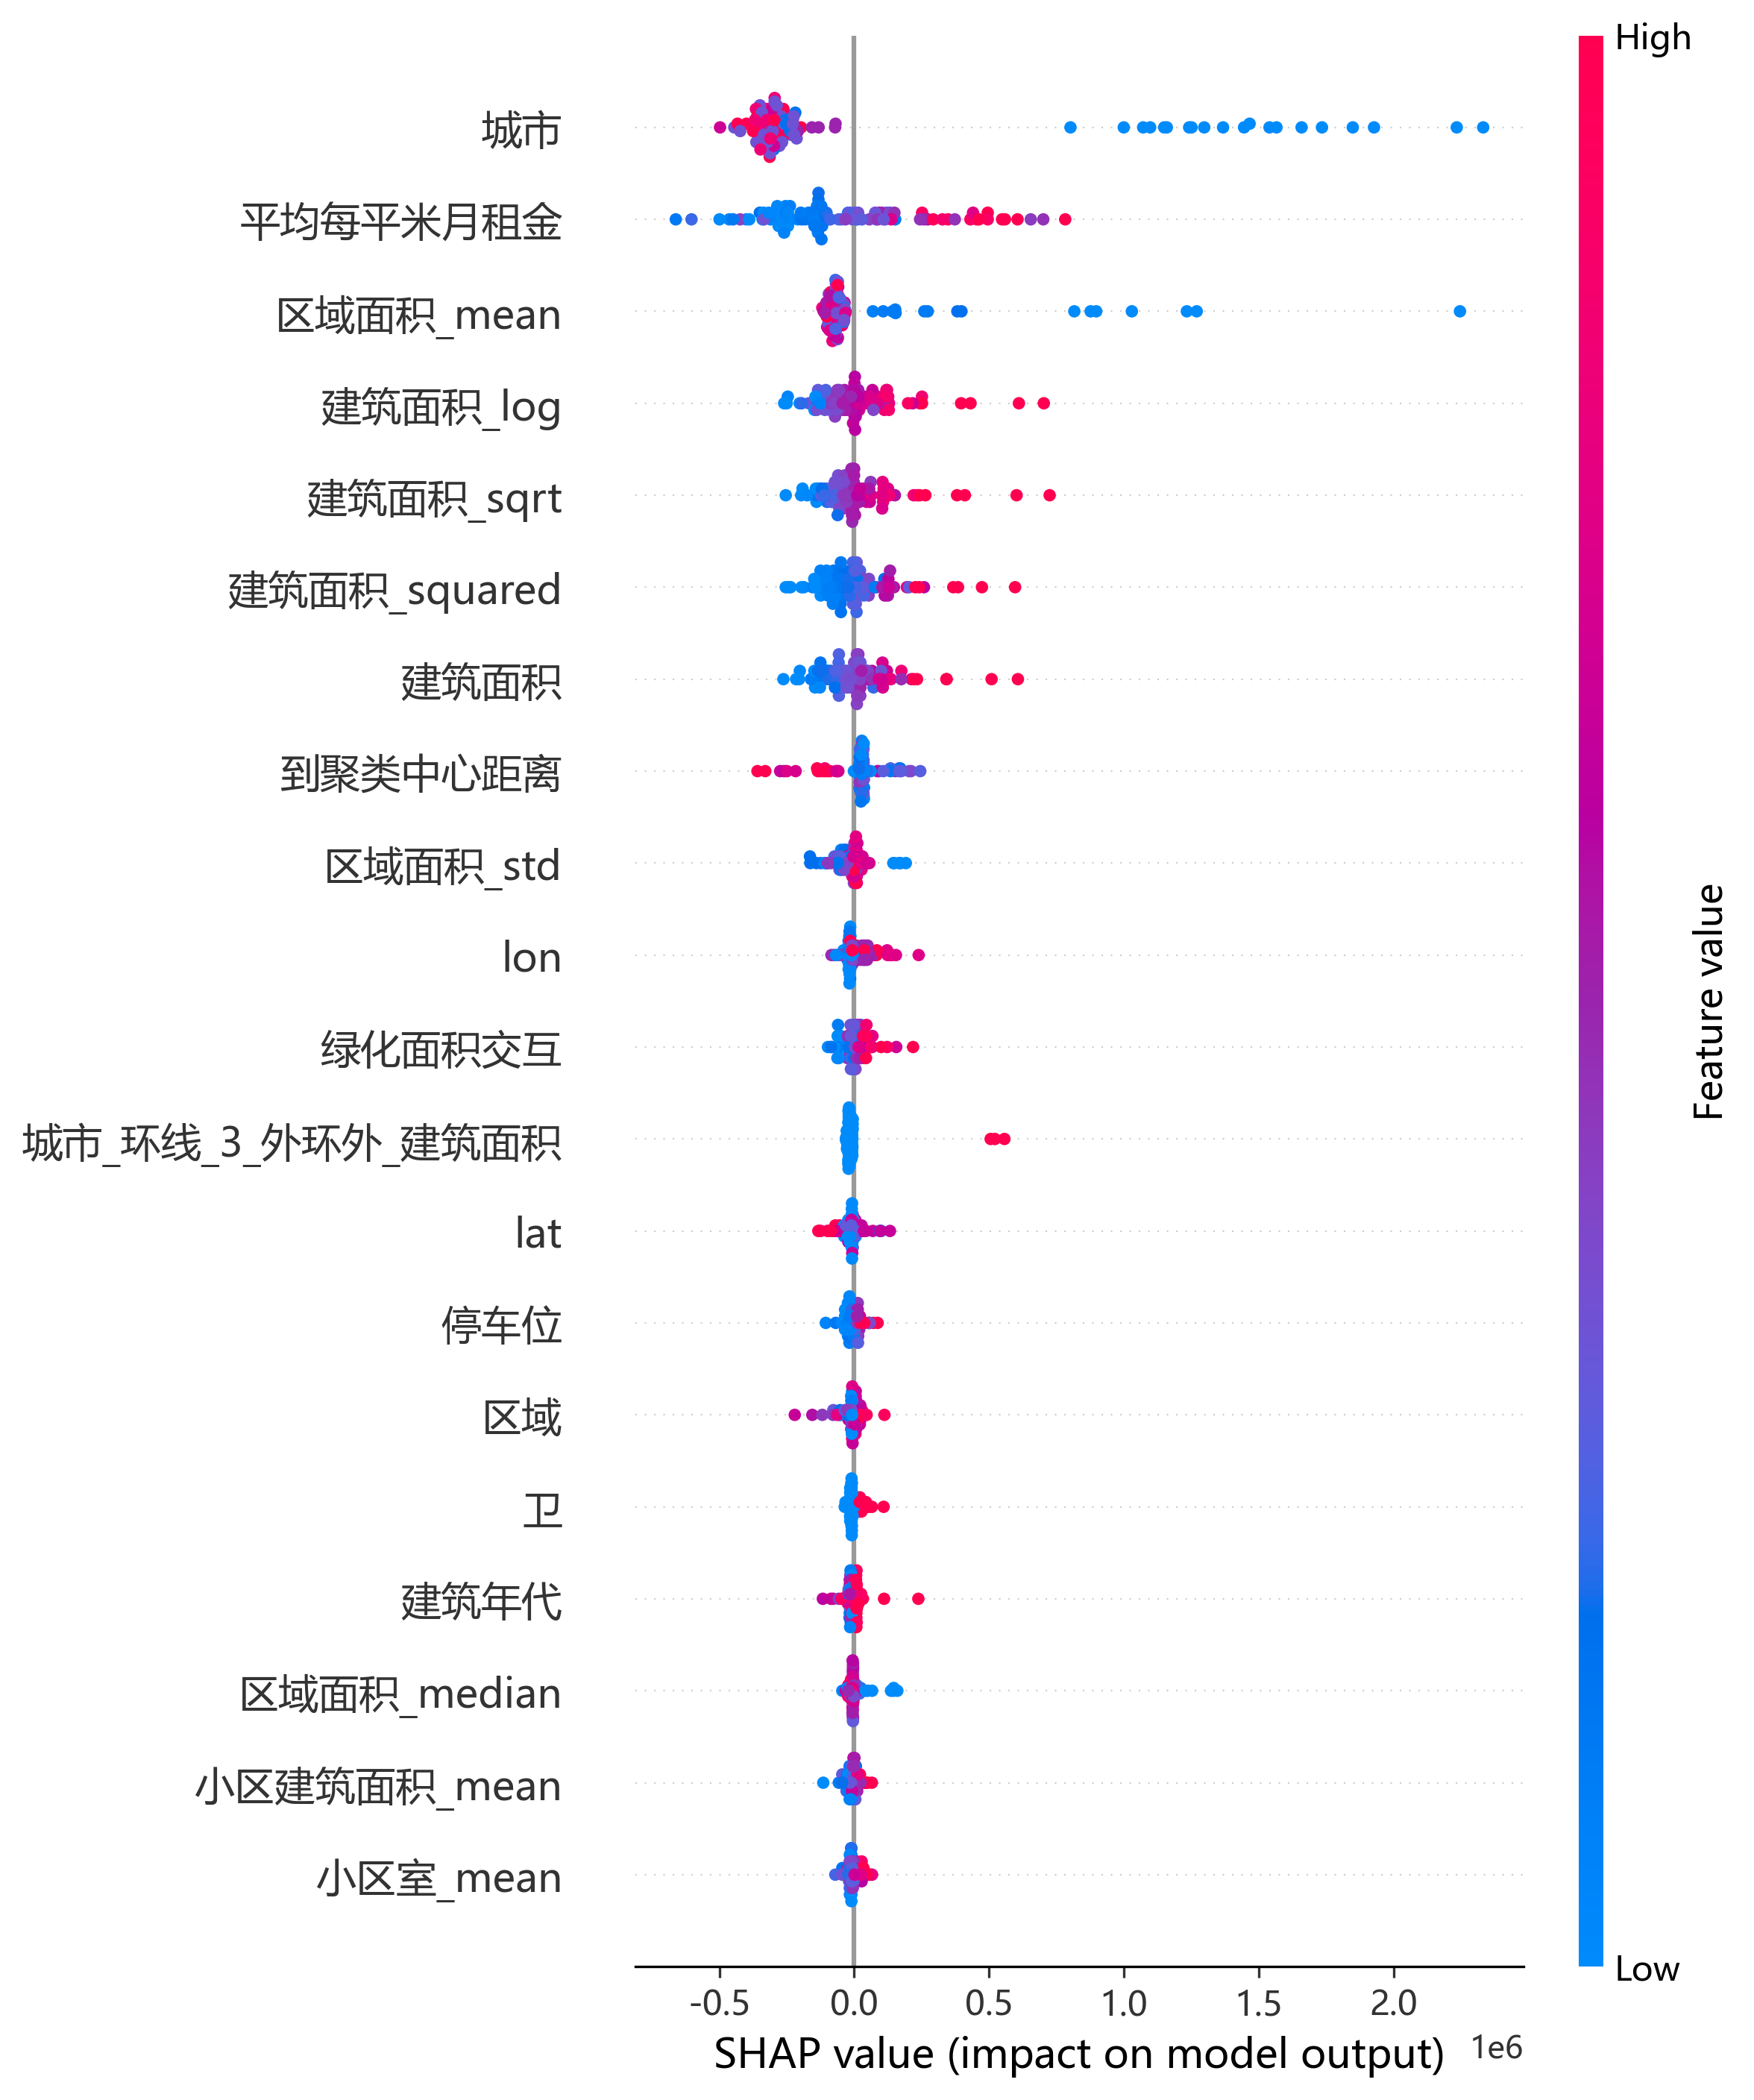 High
城市
平均每平米月租金
区域面积_mean
建筑面积_log
建筑面积_sqrt
建筑面积_squared
建筑面积
到聚类中心距离
区域面积_std
lon
绿化面积交互
城市_环线_3_外环外_建筑面积
lat
停车位
区域
卫
建筑年代
区域面积_median
小区建筑面积_mean
小区室_mean
Feature value
Low
-0.5 0.0 0.5 1.0 1.5 2.0
SHAP value (impact on model output) 1e6